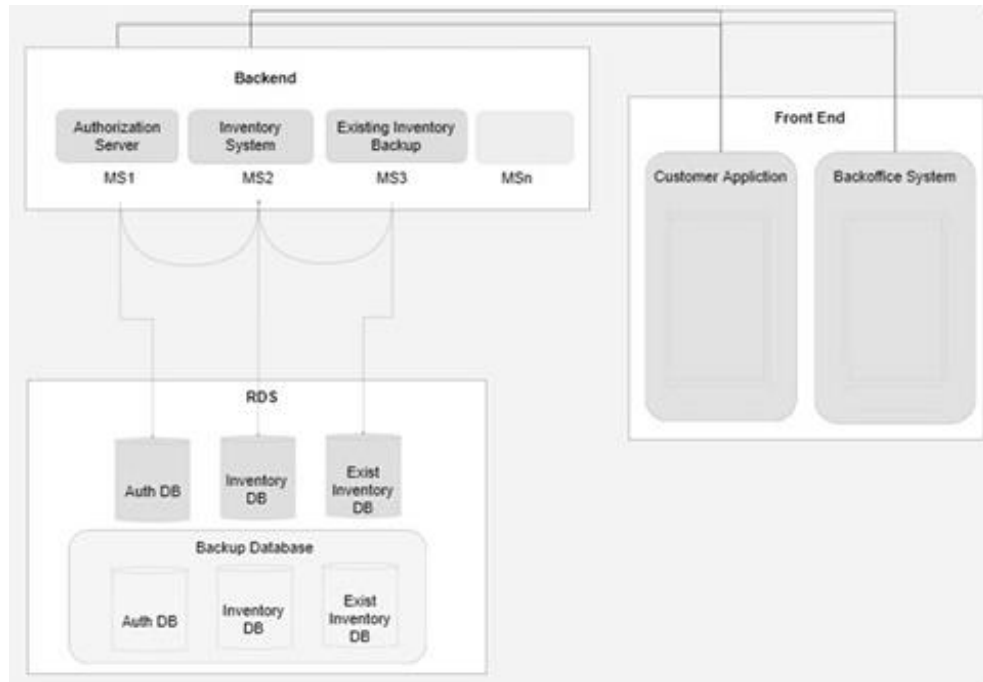 Backend
Authorization
Server
Inventory
System
Existing Inventory
Backup
MS1
MS2
MS3
MSn
Front End
Customer Appliction
Backoffice System
RDS
Auth DB
Inventory
DB
Exist
Inventory
DB
Backup Database
Auth DB
Inventory
DB
Exist
Inventory
DB